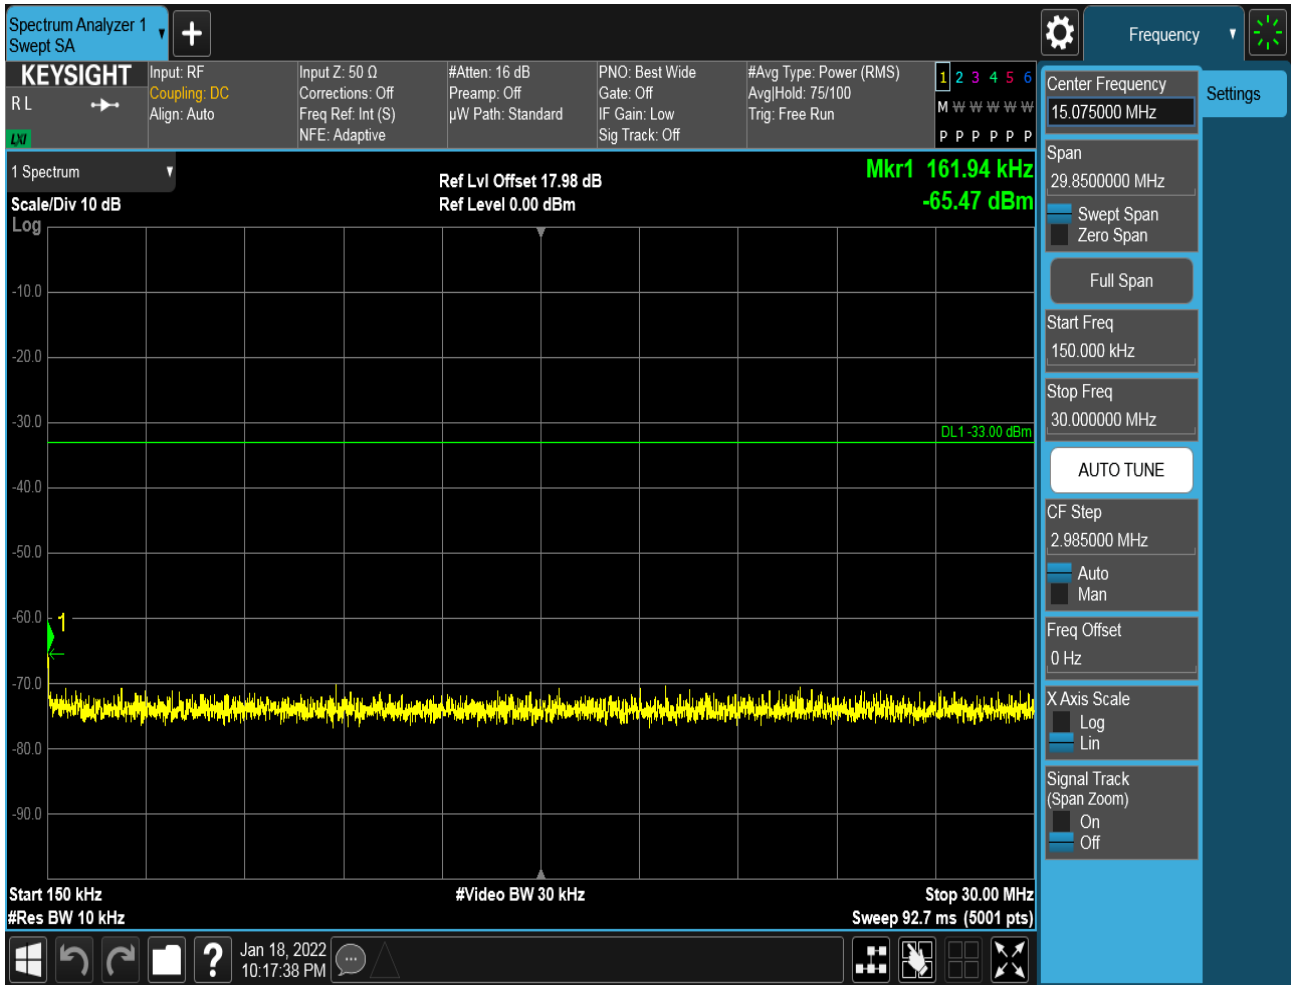 Spectrum Analyzer 1
Swept SA
Frequency
KEYSIGHT
R L
LXI
Input: RF
Coupling: DC
Align: Auto
Input Z: 50 Ω
Corrections: Off
Freq Ref: Int (S)
NFE: Adaptive
#Atten: 16 dB
Preamp: Off
µW Path: Standard
PNO: Best Wide
Gate: Off
IF Gain: Low
Sig Track: Off
#Avg Type: Power (RMS)
Avg|Hold: 75/100
Trig: Free Run
1 2 3 4 5 6
M W W W W W
P P P P P P
1 Spectrum
Scale/Div 10 dB
Log
Ref Lvl Offset 17.98 dB
Ref Level 0.00 dBm
Mkr1 161.94 kHz
-65.47 dBm
-10.0
-20.0
-30.0
DL1 -33.00 dBm
-40.0
-50.0
-60.0
1
-70.0
-80.0
-90.0
Start 150 kHz
#Video BW 30 kHz
Stop 30.00 MHz
#Res BW 10 kHz
Sweep 92.7 ms (5001 pts)
Center Frequency
15.075000 MHz
Settings
Span
29.8500000 MHz
Swept Span
Zero Span
Full Span
Start Freq
150.000 kHz
Stop Freq
30.000000 MHz
AUTO TUNE
CF Step
2.985000 MHz
Auto
Man
Freq Offset
0 Hz
X Axis Scale
Log
Lin
Signal Track
(Span Zoom)
On
Off
?
Jan 18, 2022
10:17:38 PM